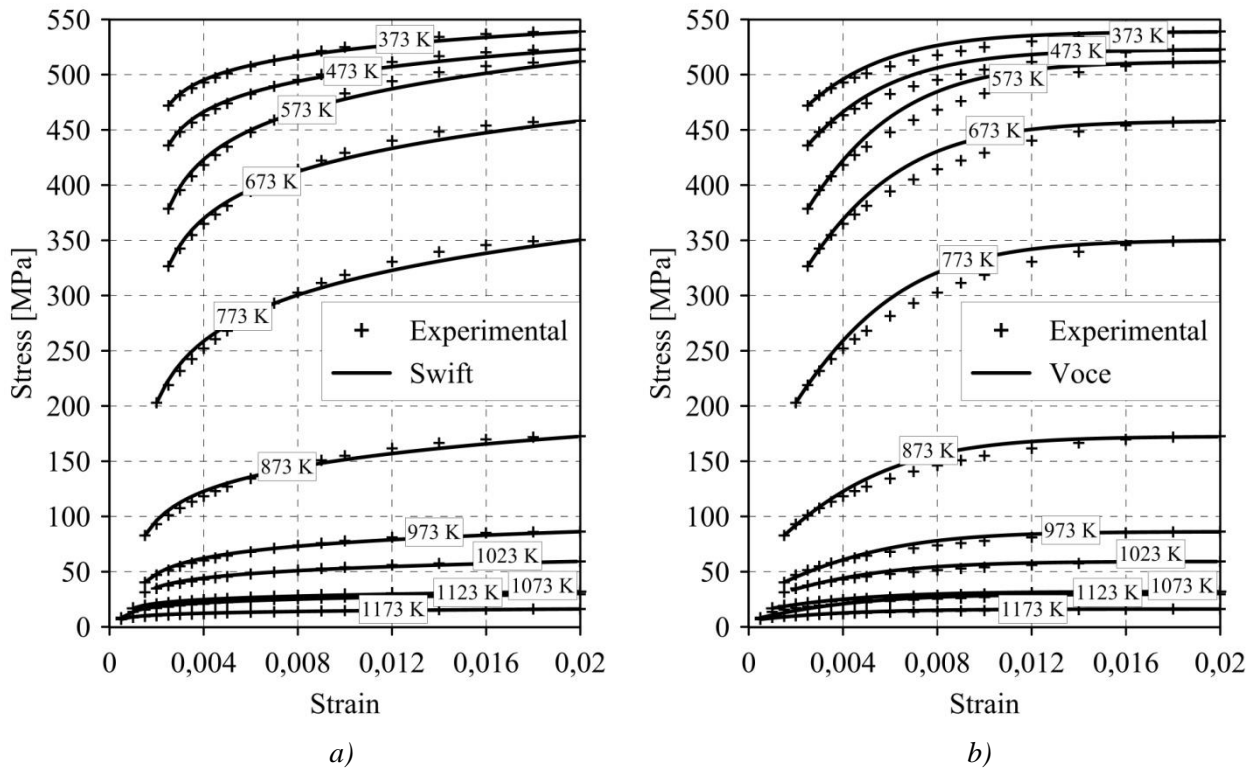 550
500
450
400
350
300
250
200
150
100
50
0
Stress [MPa]
373 K
473 K
573 K
673 K
773 K
Experimental
Swift
873 K
973 K
1023 K
1123 K 1073 K
1173 K
0 0,004 0,008 0,012 0,016 0,02
Strain
a)
550
500
450
400
350
300
250
200
150
100
50
0
Stress [MPa]
373 K
473 K
573 K
673 K
773 K
Experimental
Voce
873 K
973 K
1023 K
1123 K 1073 K
1173 K
0 0,004 0,008 0,012 0,016 0,02
Strain
b)